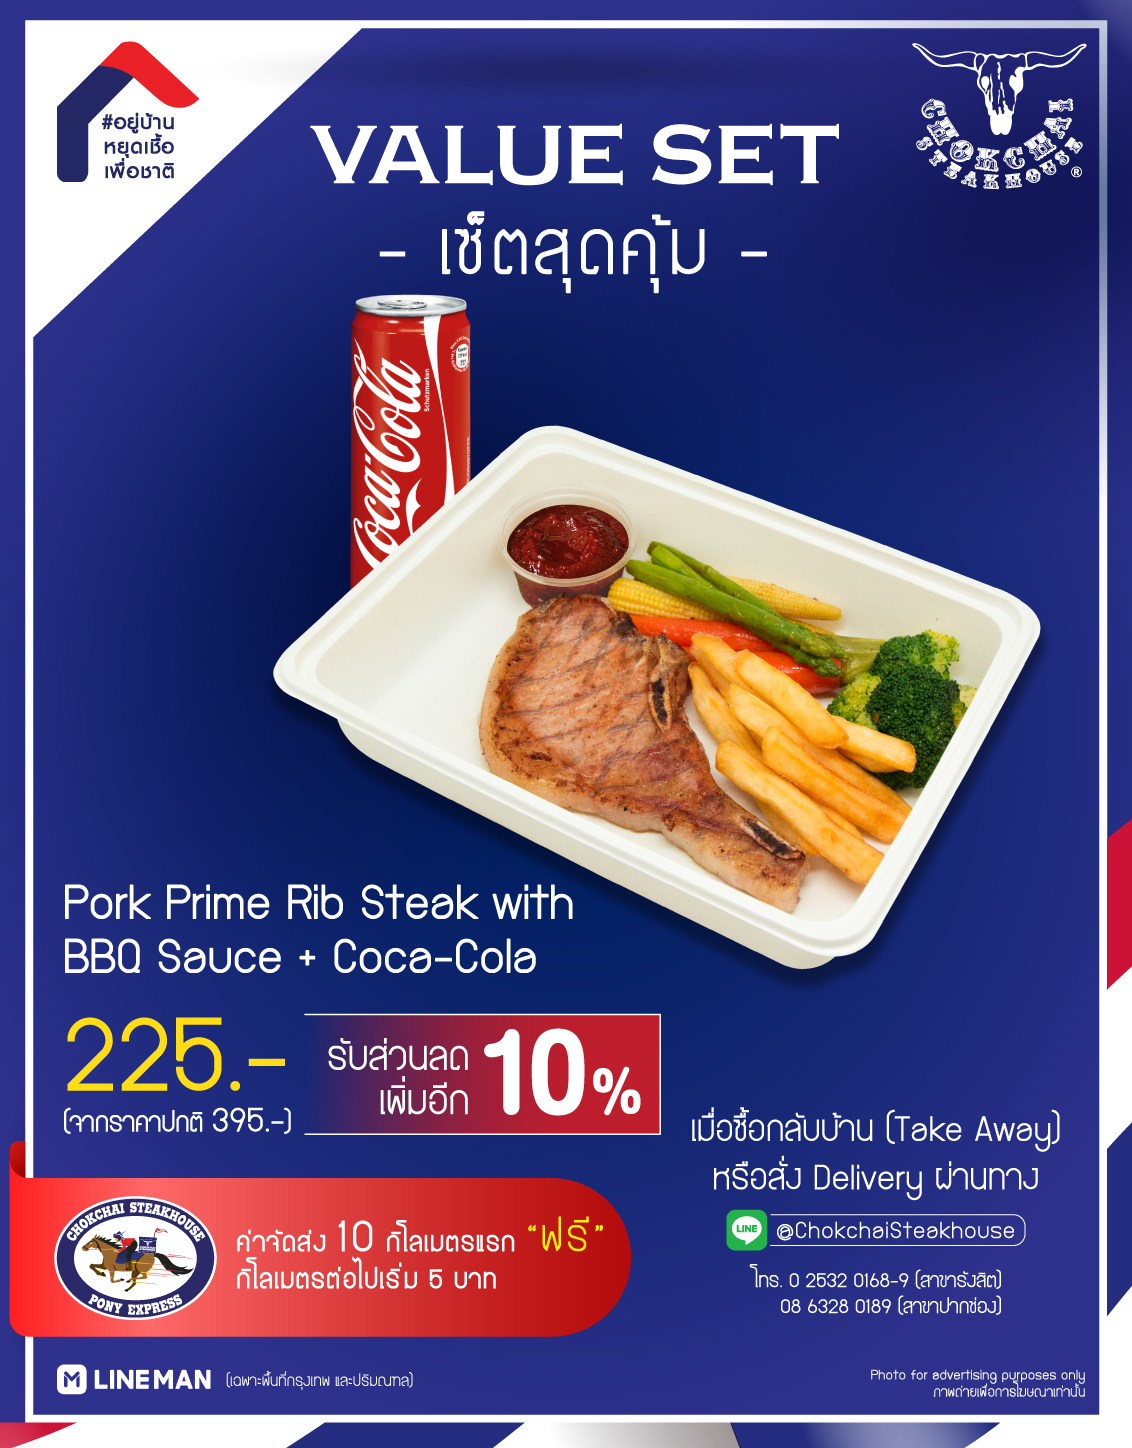 #อยู่บ้าน
หยุดเชื้อ
เพื่อชาติ
CHOKCHAI
STEAKHOUSE ®
VALUE SET
- เซ็ตสุดคุ้ม -
Coca-Cola
Schutzmarken
Pork Prime Rib Steak with
BBQ Sauce + Coca-Cola
225.-
(จากราคาปกติ 395.-)
รับส่วนลด
เพิ่มอีก
10%
เมื่อซื้อกลับบ้าน (Take Away)
หรือสั่ง Delivery ผ่านทาง
LINE @ChokchaiSteakhouse
โทร. 0 2532 0168-9 (สาขารังสิต)
08 6328 0189 (สาขาปากช่อง)
CHOKCHAI STEAKHOUSE
PONY EXPRESS
ค่าจัดส่ง 10 กิโลเมตรแรก “ฟรี”
กิโลเมตรต่อไปเริ่ม 5 บาท
LINE MAN (เฉพาะพื้นที่กรุงเทพ และปริมณฑล)
Photo for advertising purposes only
ภาพถ่ายเพื่อการโฆษณาเท่านั้น